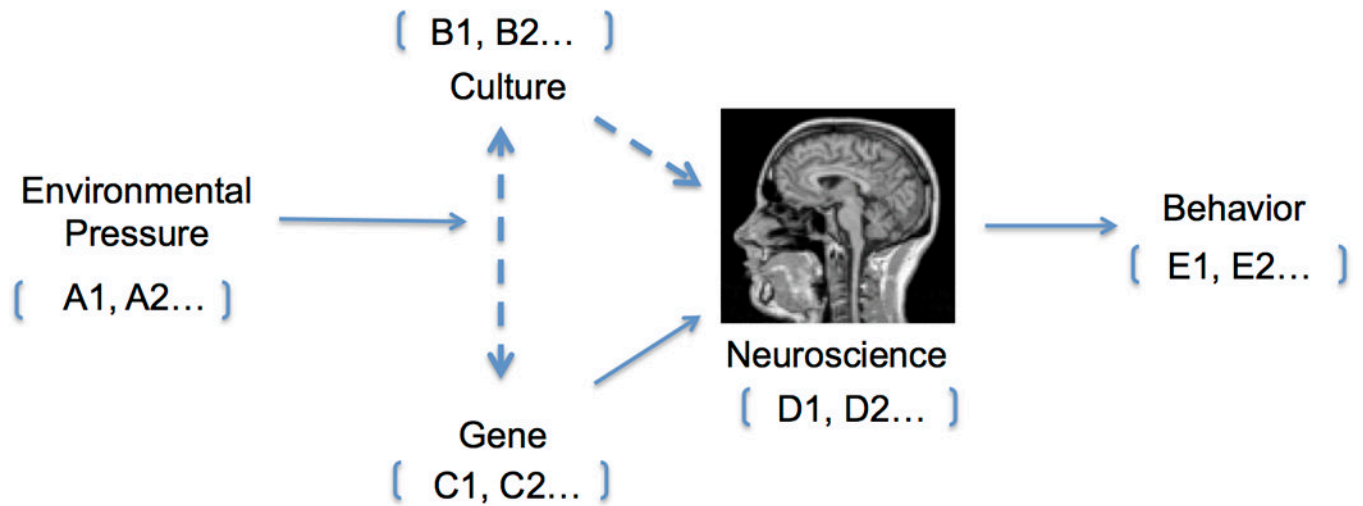 [ B1, B2… ]
Culture
Environmental
Pressure
[ A1, A2… ]
Behavior
[ E1, E2… ]
Neuroscience
[ D1, D2… ]
Gene
[ C1, C2… ]